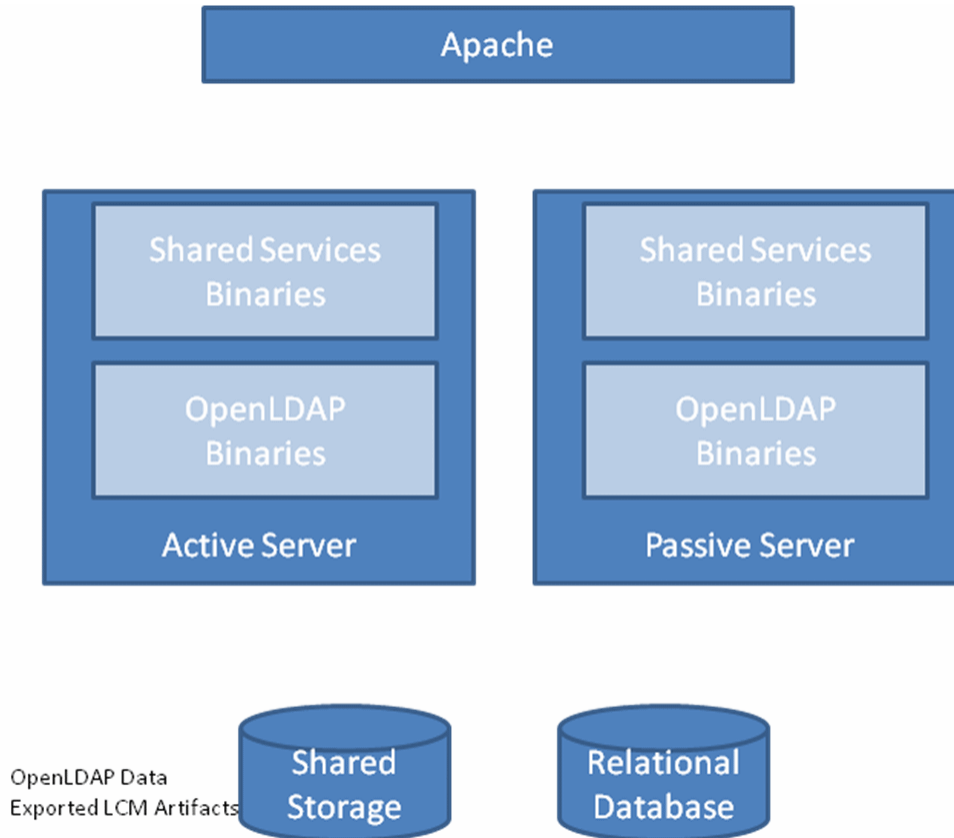 Apache
Shared Services
Binaries
OpenLDAP
Binaries
Active Server
Shared Services
Binaries
OpenLDAP
Binaries
Passive Server
OpenLDAP Data
Exported LCM Artifacts
Shared
Storage
Relational
Database